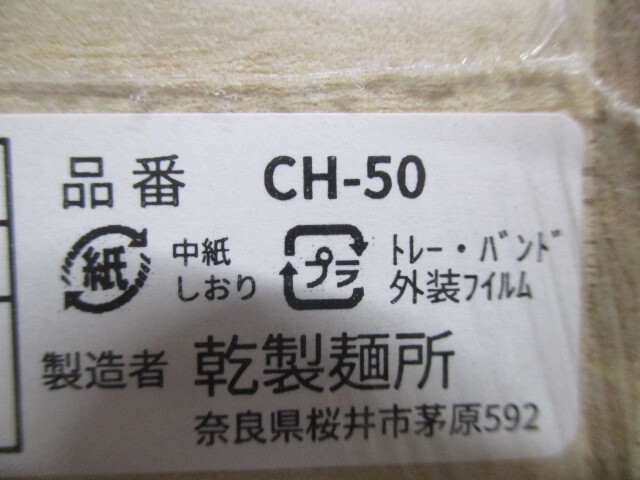 品番 CH-50
紙 中紙 しおり プラ トレー・バンド 外装フイルム
製造者 乾製麺所
奈良県桜井市茅原592